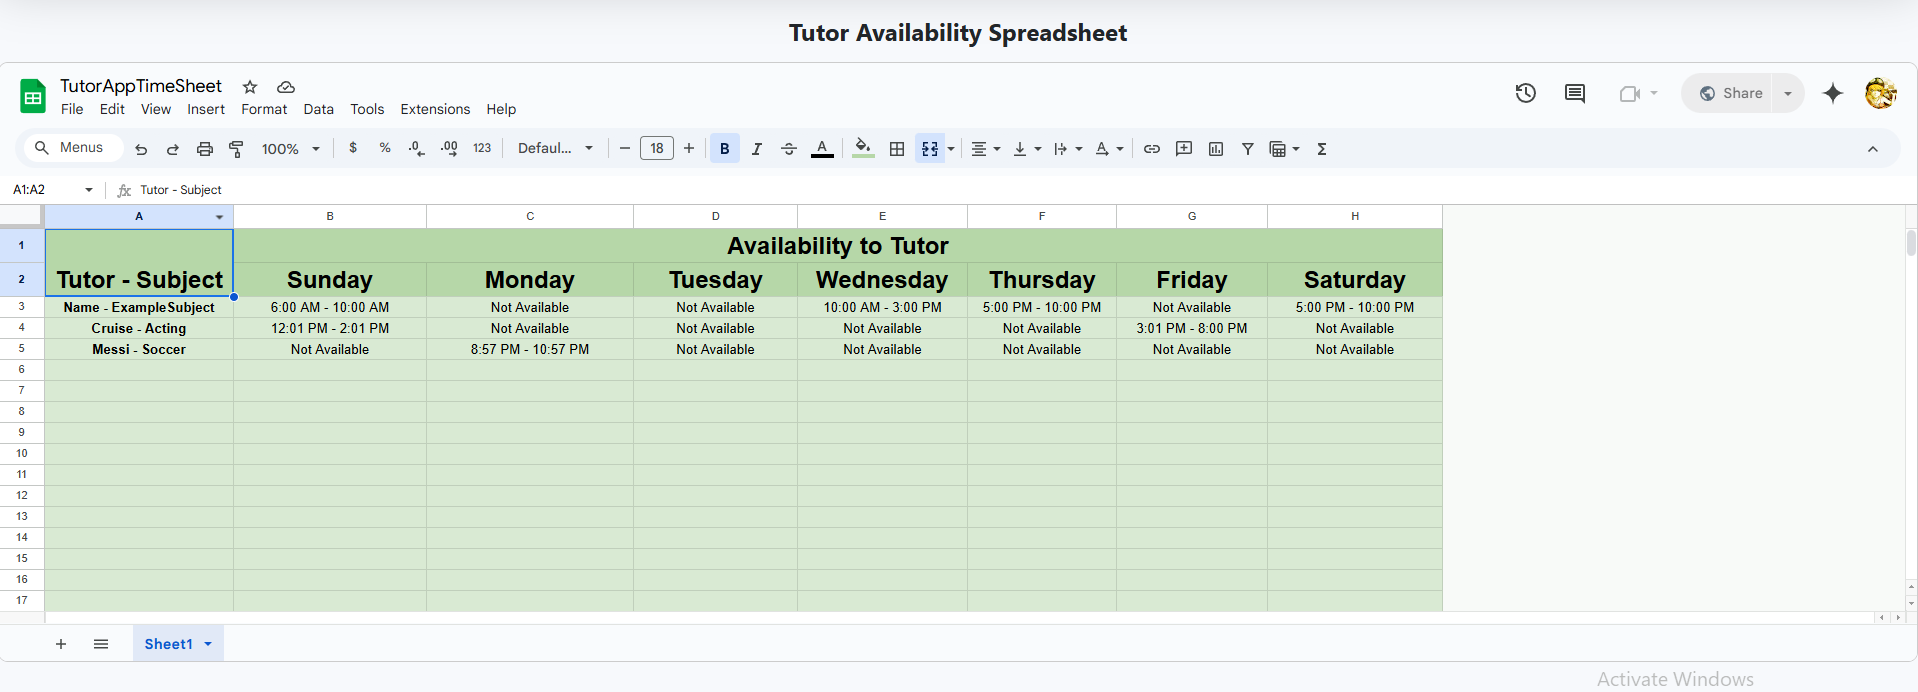 Tutor Availability Spreadsheet
TutorAppTimeSheet
File Edit View Insert Format Data Tools Extensions Help
Share
Menus 100% $ % .0 .00 123 Defaul... 18 B I A A Σ
A1:A2 fx Tutor - Subject
A B C D E F G H
1 Availability to Tutor
2 Tutor - Subject Sunday Monday Tuesday Wednesday Thursday Friday Saturday
3 Name - ExampleSubject 6:00 AM - 10:00 AM Not Available Not Available 10:00 AM - 3:00 PM 5:00 PM - 10:00 PM Not Available 5:00 PM - 10:00 PM
4 Cruise - Acting 12:01 PM - 2:01 PM Not Available Not Available Not Available Not Available 3:01 PM - 8:00 PM Not Available
5 Messi - Soccer Not Available 8:57 PM - 10:57 PM Not Available Not Available Not Available Not Available Not Available
6
7
8
9
10
11
12
13
14
15
16
17
Sheet1
Activate Windows